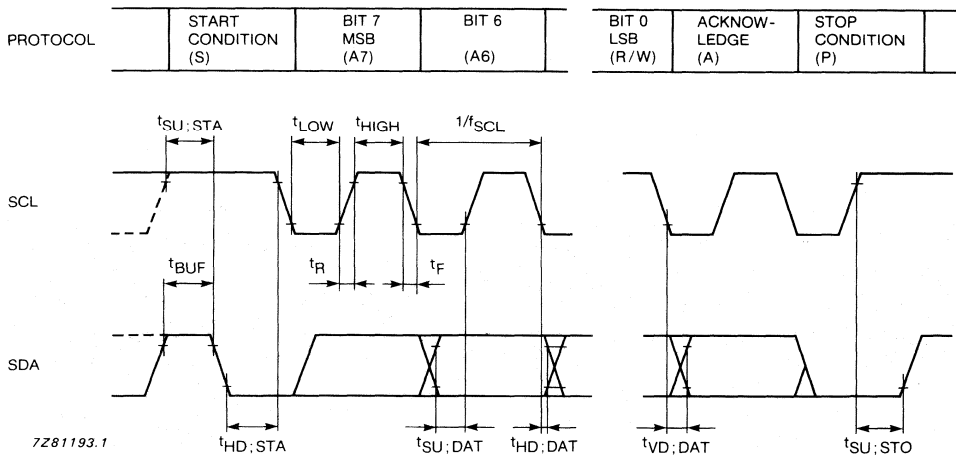 PROTOCOL
START
CONDITION
(S)
BIT 7
MSB
(A7)
BIT 6
(A6)
BIT 0
LSB
(R/W)
ACKNOW-
LEDGE
(A)
STOP
CONDITION
(P)
tSU;STA
tLOW
tHIGH
1/fSCL
SCL
tBUF
tR
tF
SDA
tHD;STA
tSU;DAT
tHD;DAT
tVD;DAT
tSU;STO
7Z81193.1